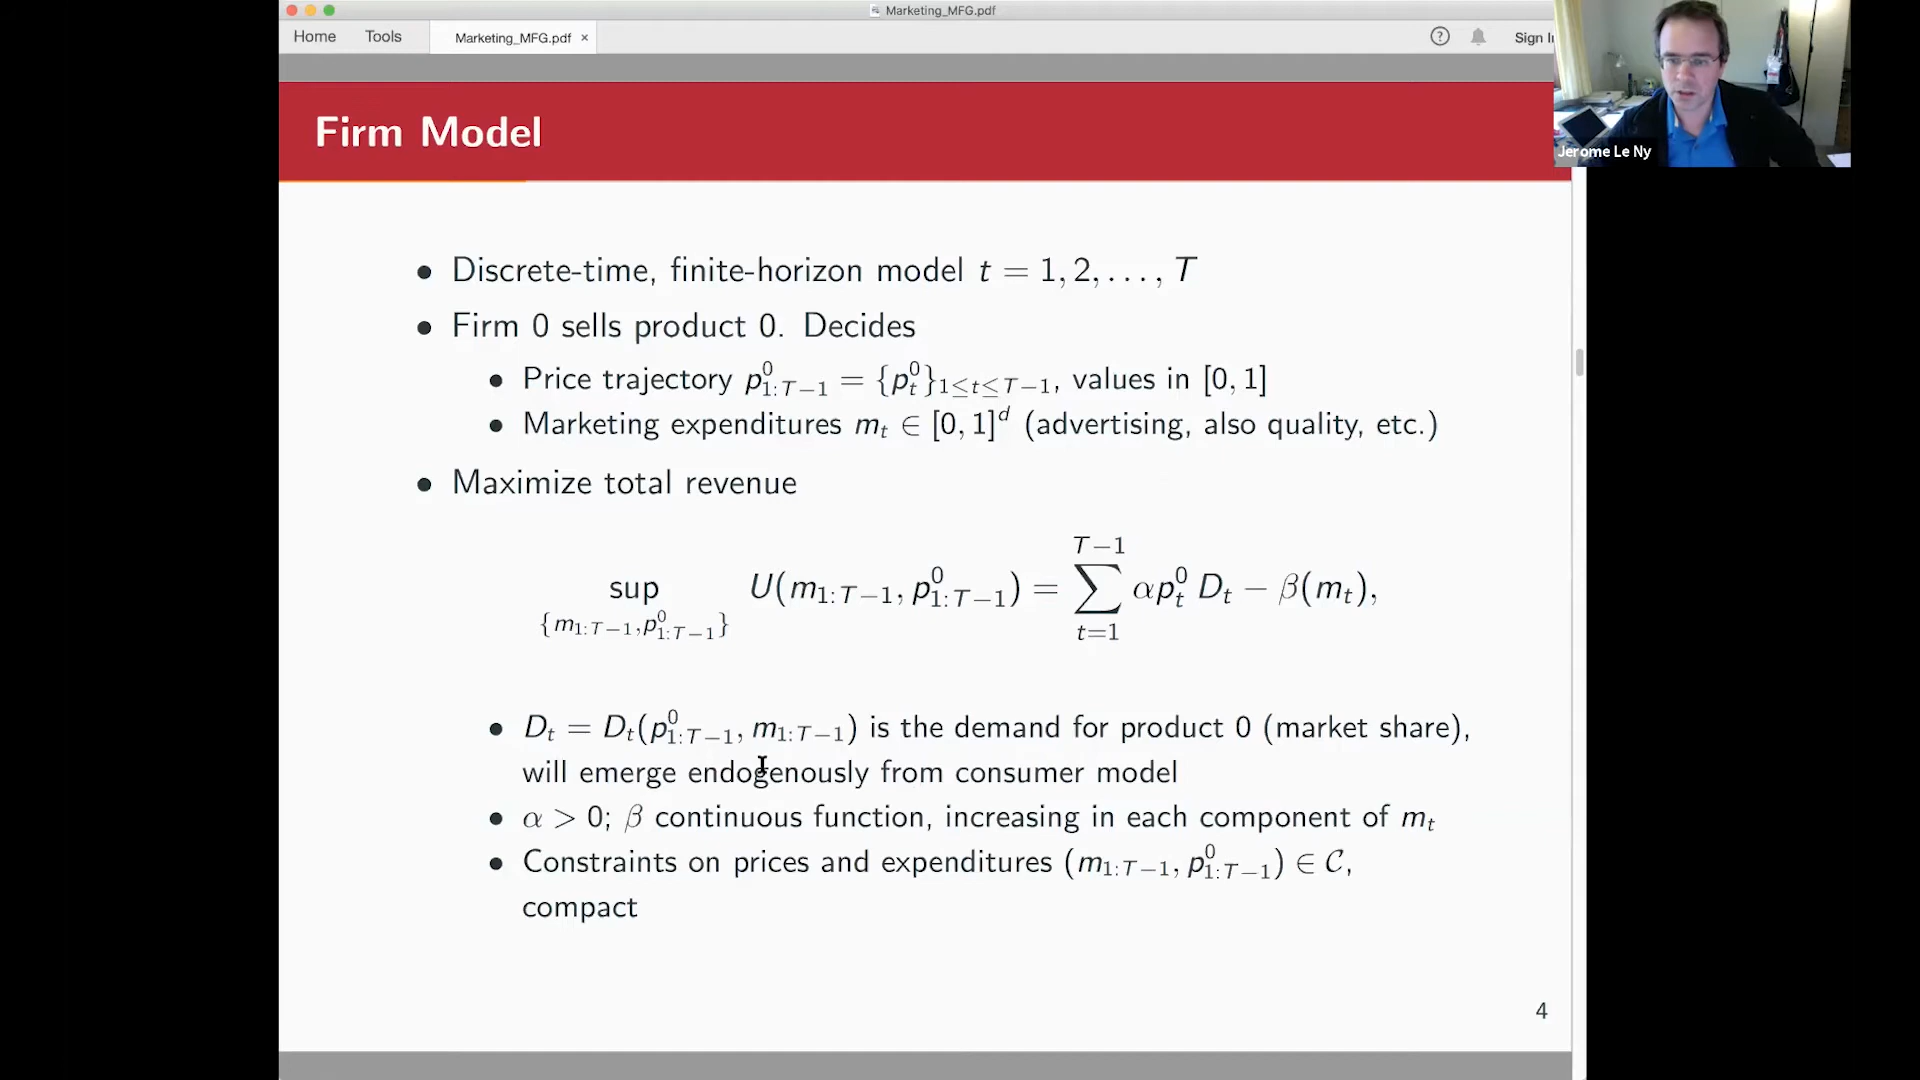 Marketing_MFG.pdf
Home Tools Marketing_MFG.pdf × ? Sign In
Jerome Le Ny
Firm Model
• Discrete-time, finite-horizon model t = 1, 2, . . . , T
• Firm 0 sells product 0. Decides
• Price trajectory p^0_{1:T−1} = {p^0_t}_{1≤t≤T−1}, values in [0, 1]
• Marketing expenditures m_t ∈ [0, 1]^d (advertising, also quality, etc.)
• Maximize total revenue
sup_{{m_{1:T−1}, p^0_{1:T−1}}} U(m_{1:T−1}, p^0_{1:T−1}) = ∑_{t=1}^{T−1} αp^0_t D_t − β(m_t),
• D_t = D_t(p^0_{1:T−1}, m_{1:T−1}) is the demand for product 0 (market share),
will emerge endogenously from consumer model
• α > 0; β continuous function, increasing in each component of m_t
• Constraints on prices and expenditures (m_{1:T−1}, p^0_{1:T−1}) ∈ 𝒞,
compact
4